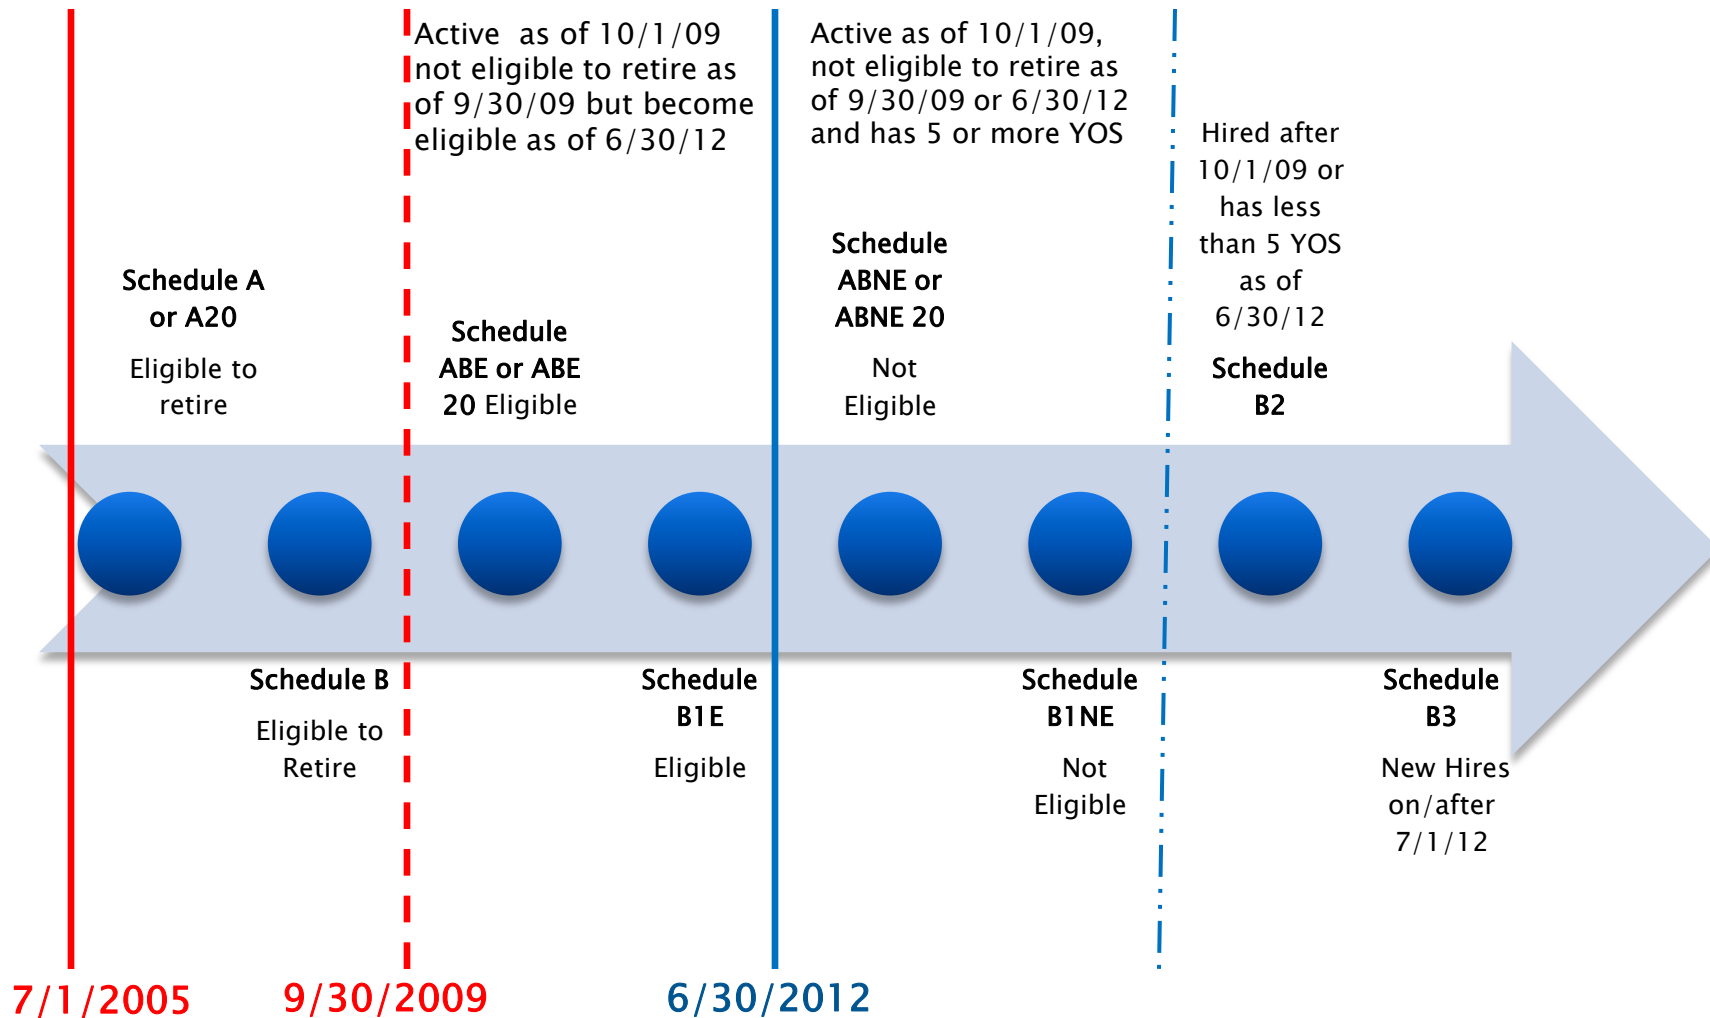 Active as of 10/1/09
not eligible to retire as
of 9/30/09 but become
eligible as of 6/30/12
Active as of 10/1/09,
not eligible to retire as
of 9/30/09 or 6/30/12
and has 5 or more YOS
Hired after
10/1/09 or
has less
than 5 YOS
as of
6/30/12
Schedule
B2
Schedule A
or A20
Eligible to
retire
Schedule
ABE or ABE
20 Eligible
Schedule
ABNE or
ABNE 20
Not
Eligible
Schedule B
Eligible to
Retire
Schedule
B1E
Eligible
Schedule
B1NE
Not
Eligible
Schedule
B3
New Hires
on/after
7/1/12
7/1/2005
9/30/2009
6/30/2012